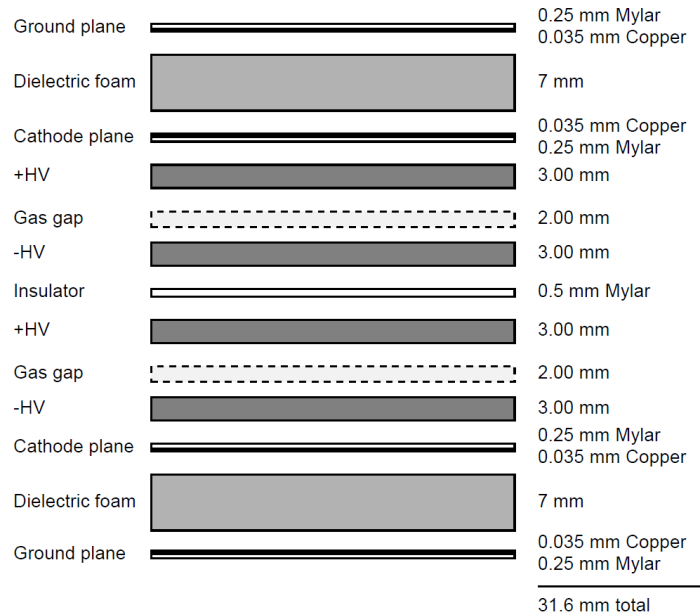 Ground plane
0.25 mm Mylar
0.035 mm Copper
Dielectric foam
7 mm
Cathode plane
0.035 mm Copper
0.25 mm Mylar
+HV
3.00 mm
Gas gap
2.00 mm
-HV
3.00 mm
Insulator
0.5 mm Mylar
+HV
3.00 mm
Gas gap
2.00 mm
-HV
3.00 mm
Cathode plane
0.25 mm Mylar
0.035 mm Copper
Dielectric foam
7 mm
Ground plane
0.035 mm Copper
0.25 mm Mylar
31.6 mm total